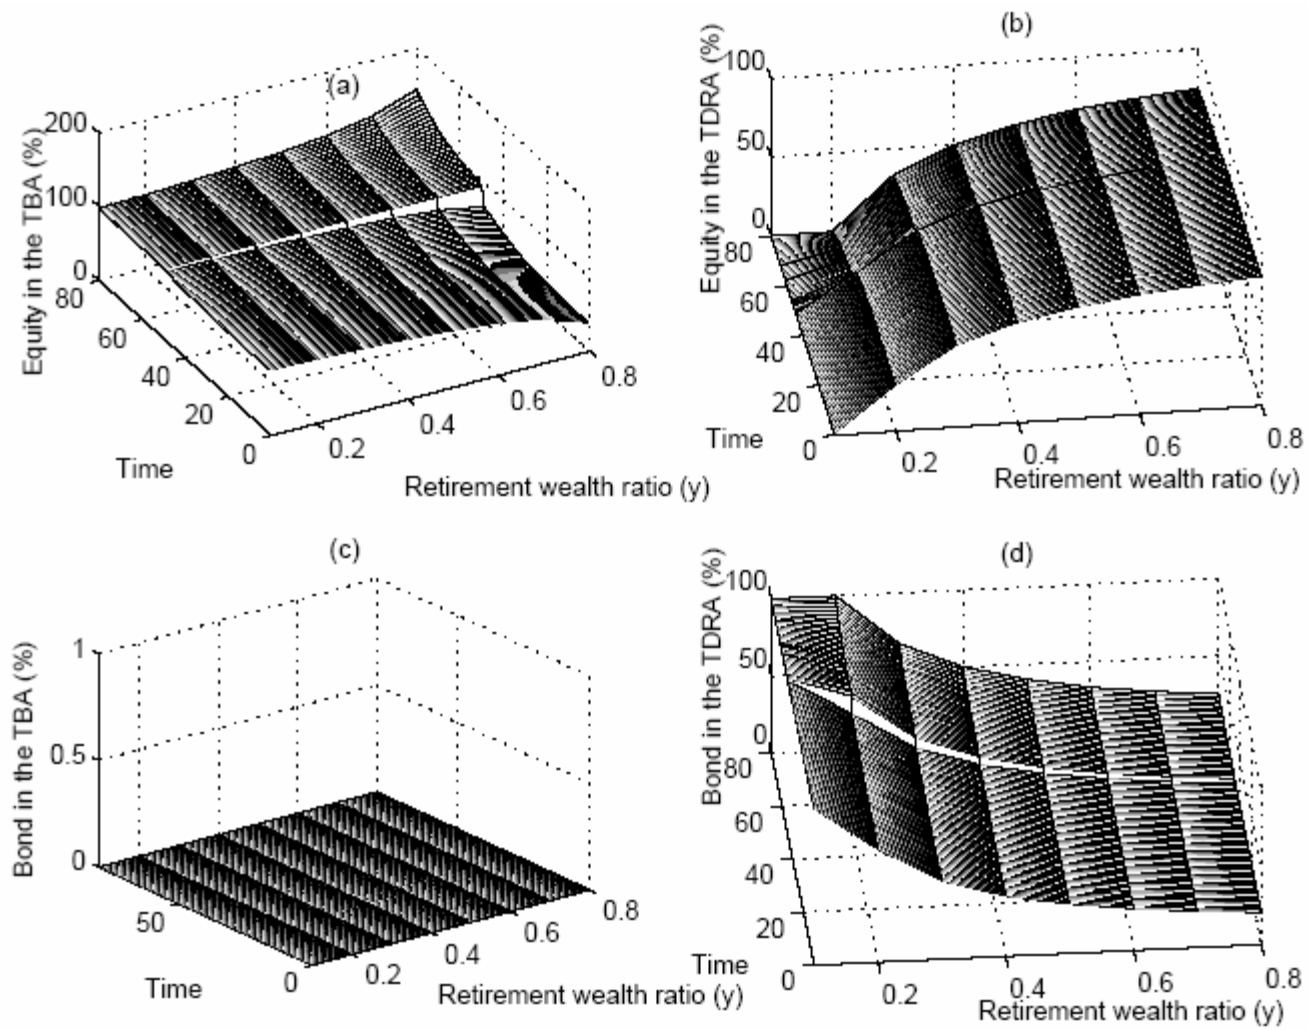 (a)
Equity in the TBA (%)
200
100
0
80
60
40
20
0
Time
0.2
0.4
0.6
0.8
Retirement wealth ratio (y)
(b)
Equity in the TDRA (%)
100
50
0
80
60
40
20
0
Time
0.2
0.4
0.6
0.8
Retirement wealth ratio (y)
(c)
Bond in the TBA (%)
1
0.5
0
50
0
Time
0.2
0.4
0.6
0.8
Retirement wealth ratio (y)
(d)
Bond in the TDRA (%)
100
50
0
80
60
40
20
0
Time
0.2
0.4
0.6
0.8
Retirement wealth ratio (y)